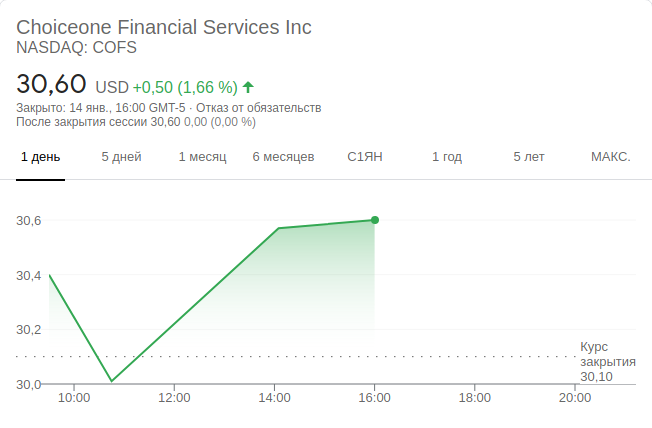 Choiceone Financial Services Inc
NASDAQ: COFS
30,60 USD +0,50 (1,66 %)
Закрыто: 14 янв., 16:00 GMT-5 · Отказ от обязательств
После закрытия сессии 30,60 0,00 (0,00 %)
1 день 5 дней 1 месяц 6 месяцев С1ЯН 1 год 5 лет МАКС.
30,6
30,4
30,2
30,0
Курс
закрытия
30,10
10:00 12:00 14:00 16:00 18:00 20:00